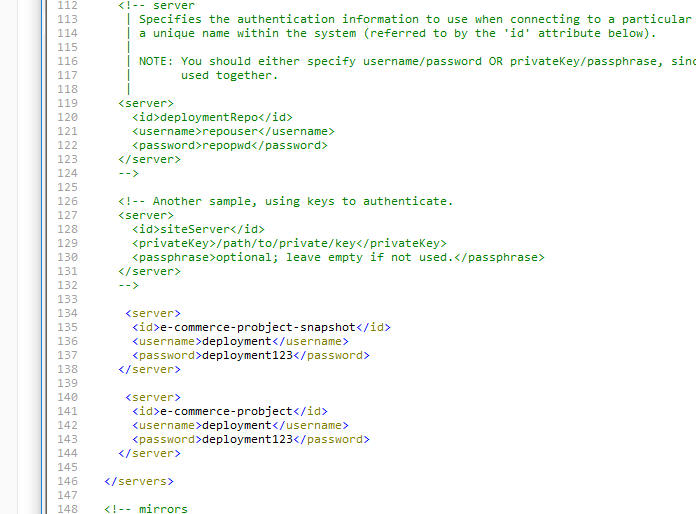 112 <!-- server
113 | Specifies the authentication information to use when connecting to a particular
114 | a unique name within the system (referred to by the 'id' attribute below).
115 |
116 | NOTE: You should either specify username/password OR privateKey/passphrase, sinc
117 | used together.
118 |
119 <server>
120 <id>deploymentRepo</id>
121 <username>repouser</username>
122 <password>repopwd</password>
123 </server>
124 -->
125
126 <!-- Another sample, using keys to authenticate.
127 <server>
128 <id>siteServer</id>
129 <privateKey>/path/to/private/key</privateKey>
130 <passphrase>optional; leave empty if not used.</passphrase>
131 </server>
132 -->
133
134 <server>
135 <id>e-commerce-probject-snapshot</id>
136 <username>deployment</username>
137 <password>deployment123</password>
138 </server>
139
140 <server>
141 <id>e-commerce-probject</id>
142 <username>deployment</username>
143 <password>deployment123</password>
144 </server>
145
146 </servers>
147
148 <!-- mirrors